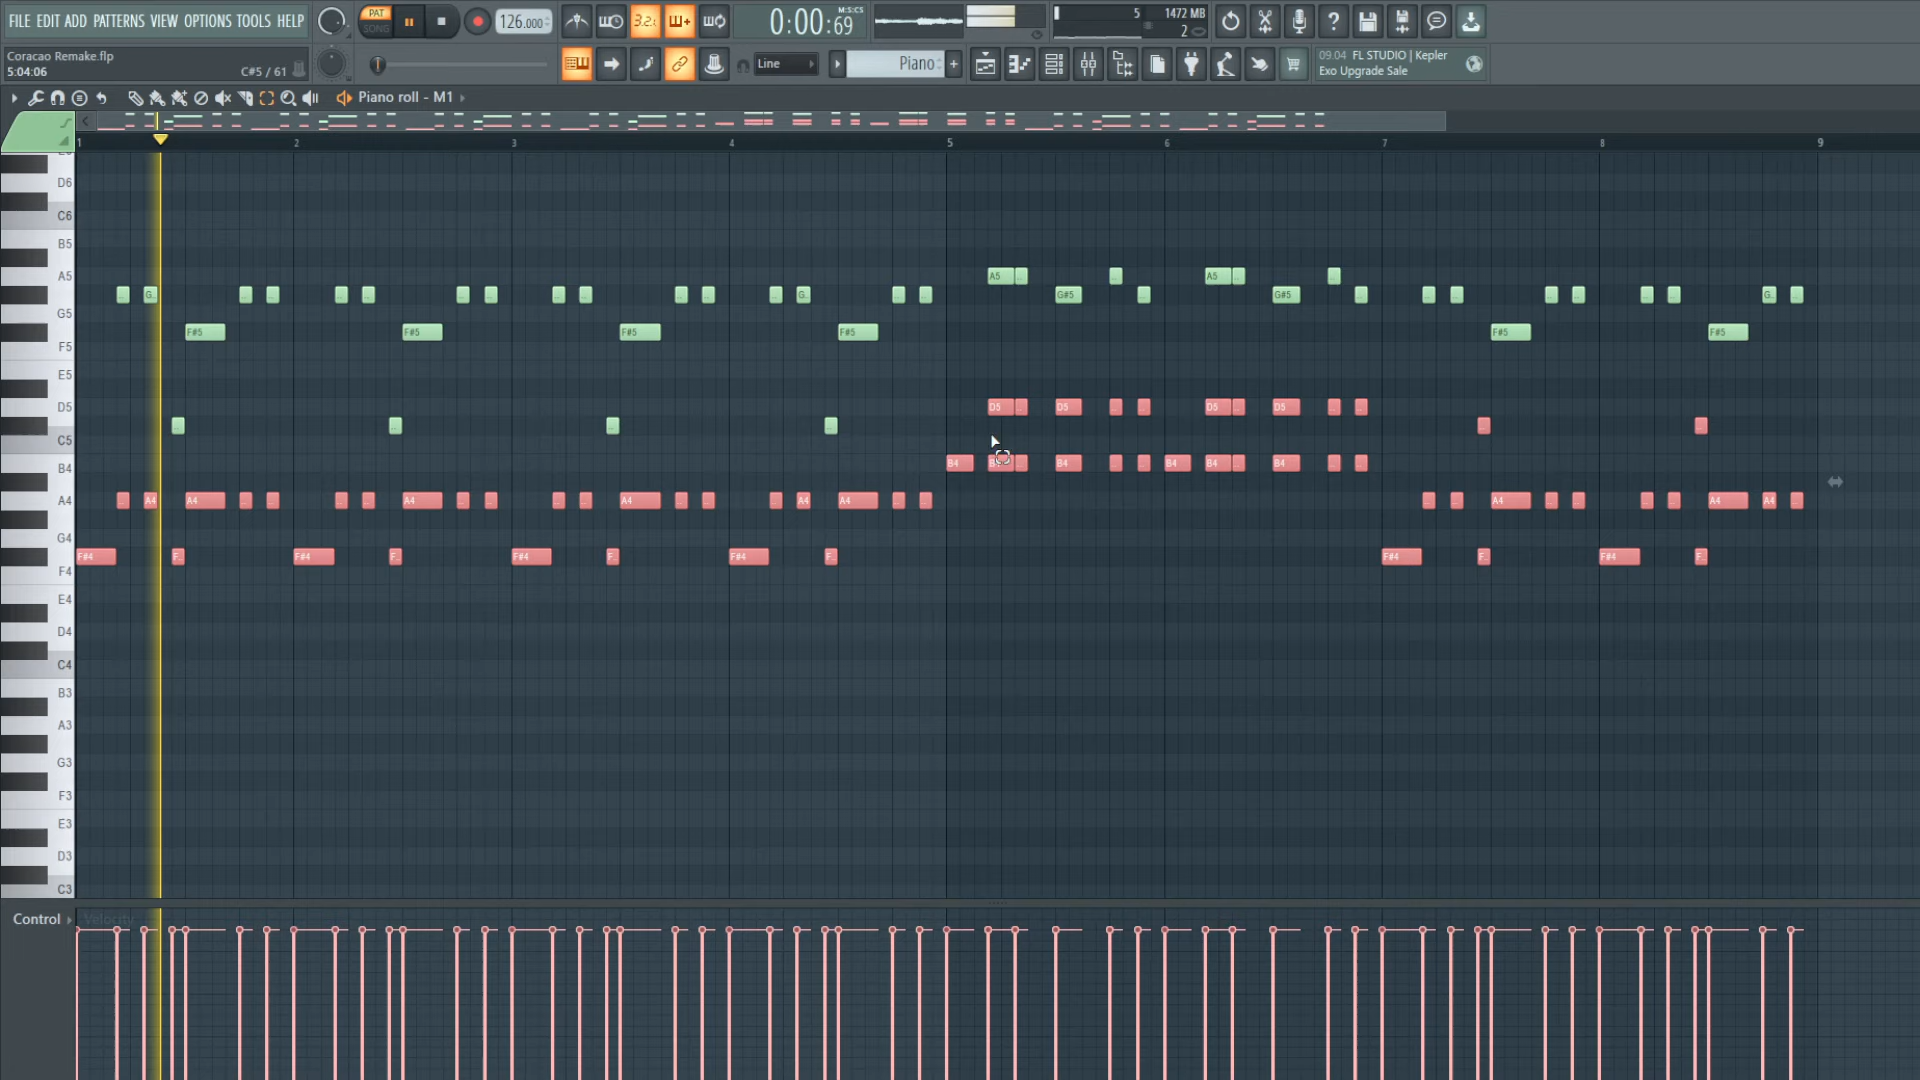 FILE EDIT ADD PATTERNS VIEW OPTIONS TOOLS HELP
PAT
SONG
126.000
3.2
0:00:69
M:S:CS
5
1472 MB
2
Coracao Remake.flp
5:04:06
C#5 / 61
Line
Piano
09.04 FL STUDIO | Kepler
Exo Upgrade Sale
Piano roll - M1
1 2 3 4 5 6 7 8 9
D6
C6
B5
A5 A5 A5
G.. G#5 G#5 G.. G..
G5
F#5 F#5 F#5 F#5 F#5 F#5
F5
E5
D5 D5 D5 D5 D5
C5
B4 B4 B4 B4 B4 B4
A4 A4 A4 A4 A4 A4 A4 A4 A4 A4
G4
F#4 F.. F#4 F.. F#4 F.. F#4 F.. F#4 F.. F#4 F..
F4
E4
D4
C4
B3
A3
G3
F3
E3
D3
C3
Control Velocity